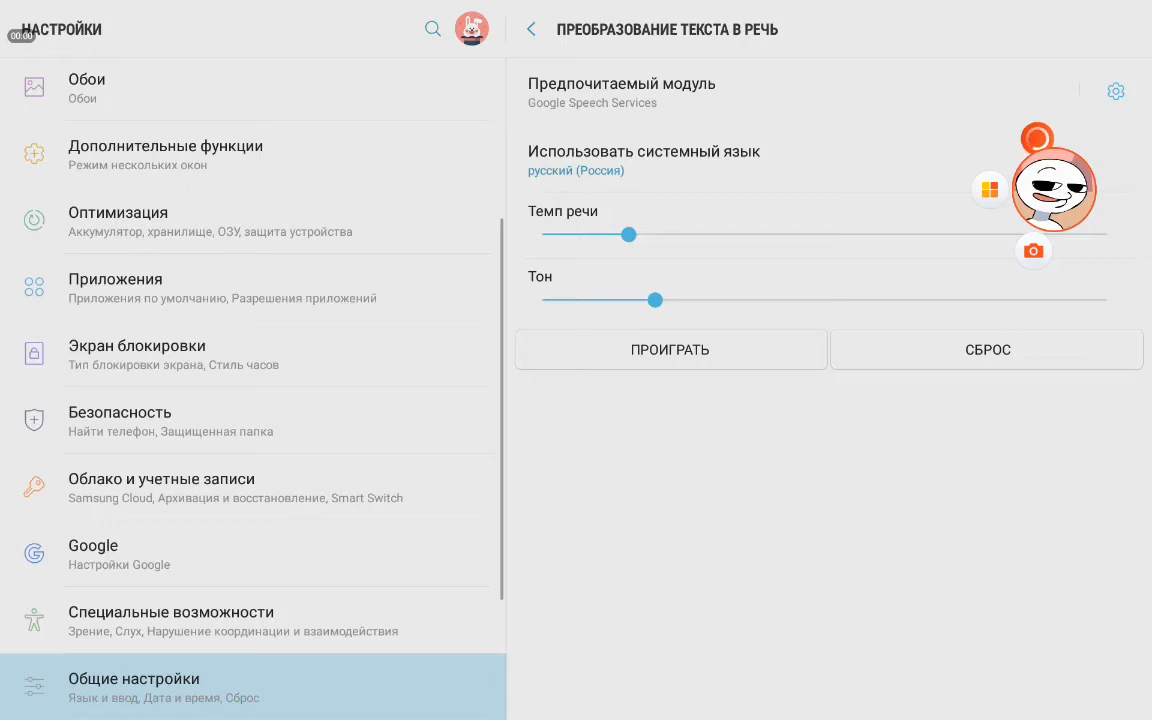 НАСТРОЙКИ
00:00
Обои
Обои
Дополнительные функции
Режим нескольких окон
Оптимизация
Аккумулятор, хранилище, ОЗУ, защита устройства
Приложения
Приложения по умолчанию, Разрешения приложений
Экран блокировки
Тип блокировки экрана, Стиль часов
Безопасность
Найти телефон, Защищенная папка
Облако и учетные записи
Samsung Cloud, Архивация и восстановление, Smart Switch
Google
Настройки Google
Специальные возможности
Зрение, Слух, Нарушение координации и взаимодействия
Общие настройки
Язык и ввод, Дата и время, Сброс
ПРЕОБРАЗОВАНИЕ ТЕКСТА В РЕЧЬ
Предпочитаемый модуль
Google Speech Services
Использовать системный язык
русский (Россия)
Темп речи
Тон
ПРОИГРАТЬ
СБРОС